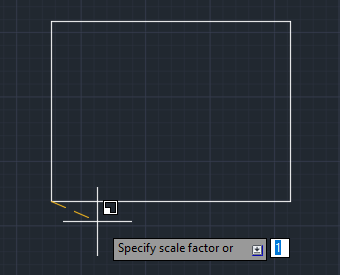 Specify scale factor or 1